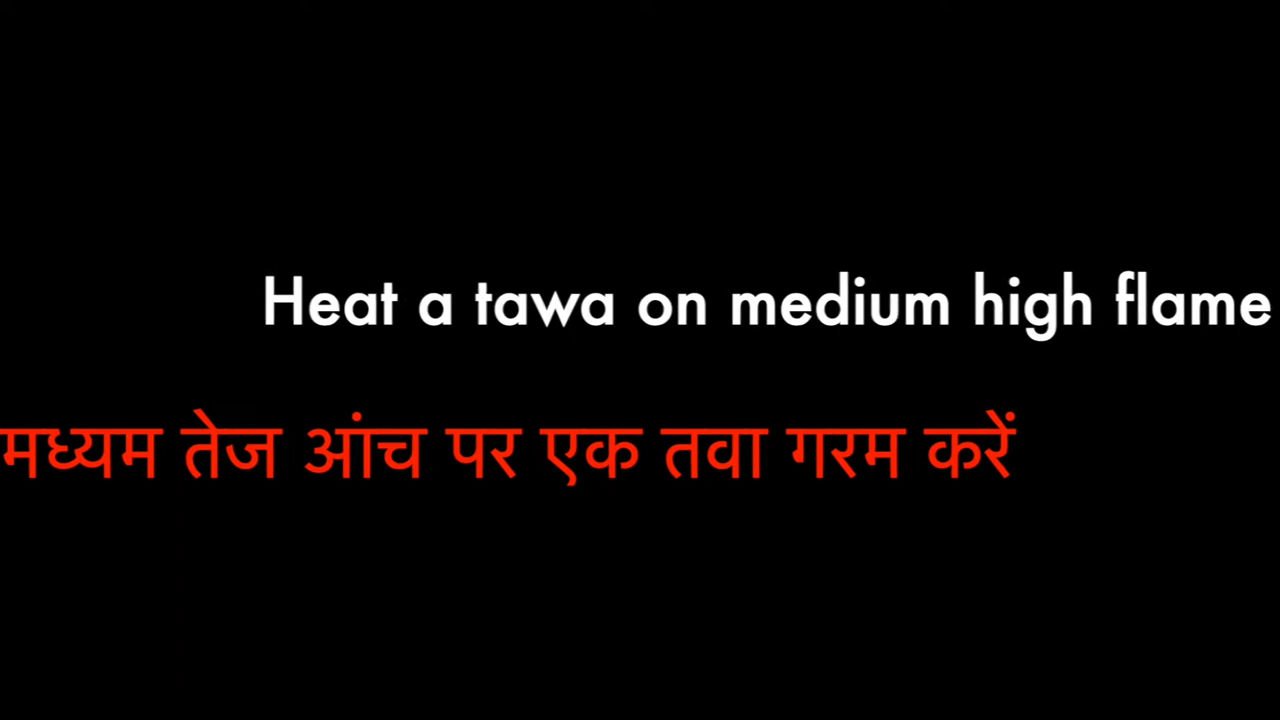 Heat a tawa on medium high flame
मध्यम तेज आंच पर एक तवा गरम करें